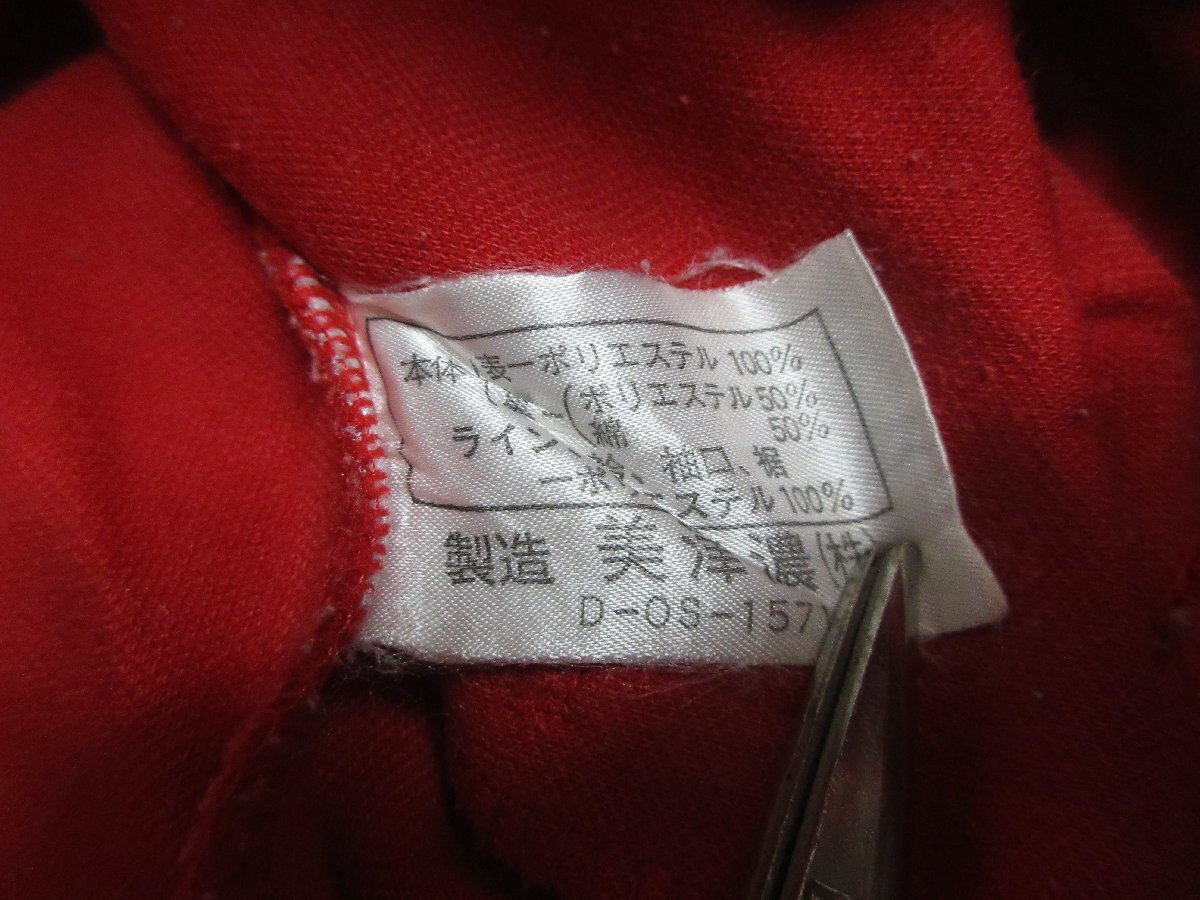 本体 表ーポリエステル100%
ポリエステル50%
綿 50%
ライン 袖口、裾
ステル100%
製造 美津濃(株)
D-OS-157